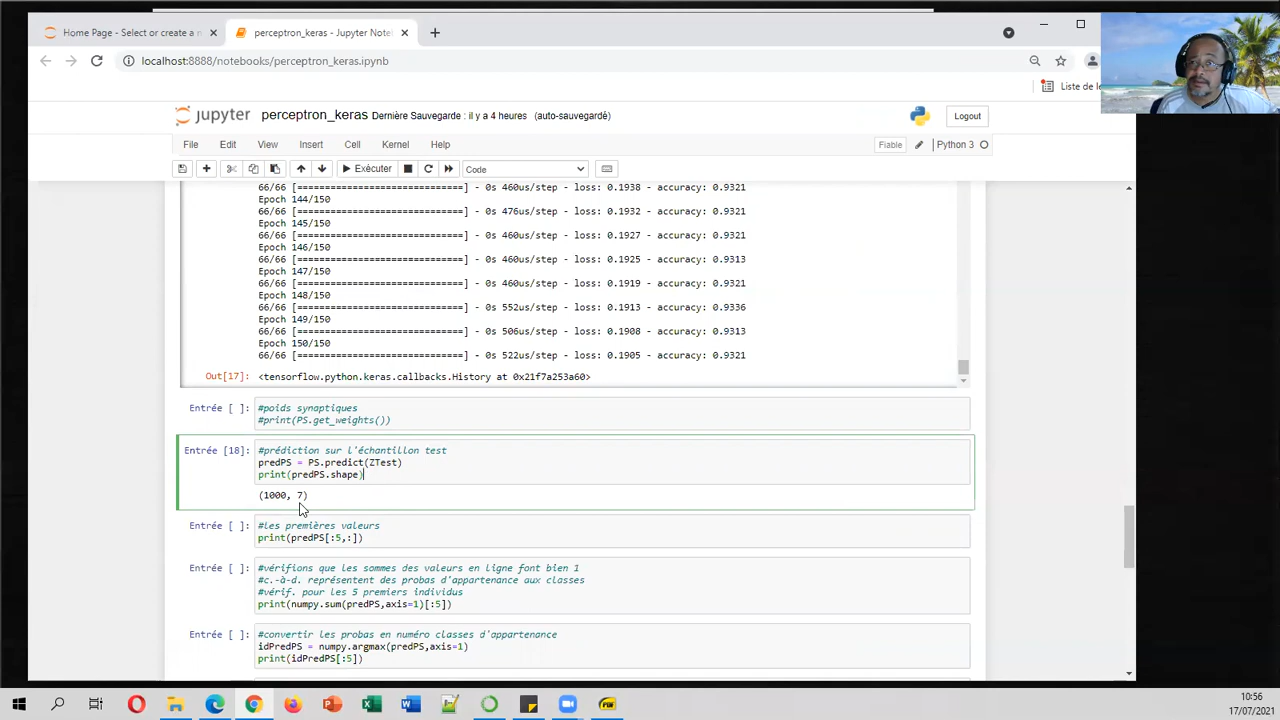 Home Page - Select or create a n
perceptron_keras - Jupyter Notel
localhost:8888/notebooks/perceptron_keras.ipynb
Liste de le
jupyter perceptron_keras Dernière Sauvegarde : il y a 4 heures (auto-sauvegardé)
Logout
File Edit View Insert Cell Kernel Help
Fiable
Python 3
Exécuter
Code
66/66 [==============================] - 0s 460us/step - loss: 0.1938 - accuracy: 0.9321
Epoch 144/150
66/66 [==============================] - 0s 476us/step - loss: 0.1932 - accuracy: 0.9321
Epoch 145/150
66/66 [==============================] - 0s 460us/step - loss: 0.1927 - accuracy: 0.9321
Epoch 146/150
66/66 [==============================] - 0s 460us/step - loss: 0.1925 - accuracy: 0.9313
Epoch 147/150
66/66 [==============================] - 0s 460us/step - loss: 0.1919 - accuracy: 0.9321
Epoch 148/150
66/66 [==============================] - 0s 552us/step - loss: 0.1913 - accuracy: 0.9336
Epoch 149/150
66/66 [==============================] - 0s 506us/step - loss: 0.1908 - accuracy: 0.9313
Epoch 150/150
66/66 [==============================] - 0s 522us/step - loss: 0.1905 - accuracy: 0.9321
Out[17]: <tensorflow.python.keras.callbacks.History at 0x21f7a253a60>
Entrée [ ]: #poids synaptiques
#print(PS.get_weights())
Entrée [18]: #prédiction sur l'échantillon test
predPS = PS.predict(ZTest)
print(predPS.shape)
(1000, 7)
Entrée [ ]: #les premières valeurs
print(predPS[:5,:])
Entrée [ ]: #vérifions que les sommes des valeurs en ligne font bien 1
#c.-à-d. représentent des probas d'appartenance aux classes
#vérif. pour les 5 premiers individus
print(numpy.sum(predPS,axis=1)[:5])
Entrée [ ]: #convertir les probas en numéro classes d'appartenance
idPredPS = numpy.argmax(predPS,axis=1)
print(idPredPS[:5])
10:56
17/07/2021